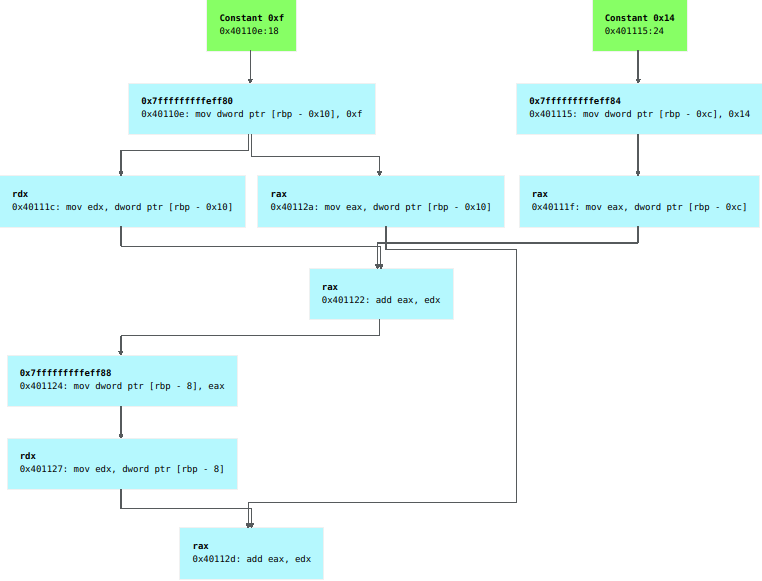 Constant 0xf
0x40110e:18
Constant 0x14
0x401115:24
0x7fffffffffeff80
0x40110e: mov dword ptr [rbp - 0x10], 0xf
0x7fffffffffeff84
0x401115: mov dword ptr [rbp - 0xc], 0x14
rdx
0x40111c: mov edx, dword ptr [rbp - 0x10]
rax
0x40112a: mov eax, dword ptr [rbp - 0x10]
rax
0x40111f: mov eax, dword ptr [rbp - 0xc]
rax
0x401122: add eax, edx
0x7fffffffffeff88
0x401124: mov dword ptr [rbp - 8], eax
rdx
0x401127: mov edx, dword ptr [rbp - 8]
rax
0x40112d: add eax, edx